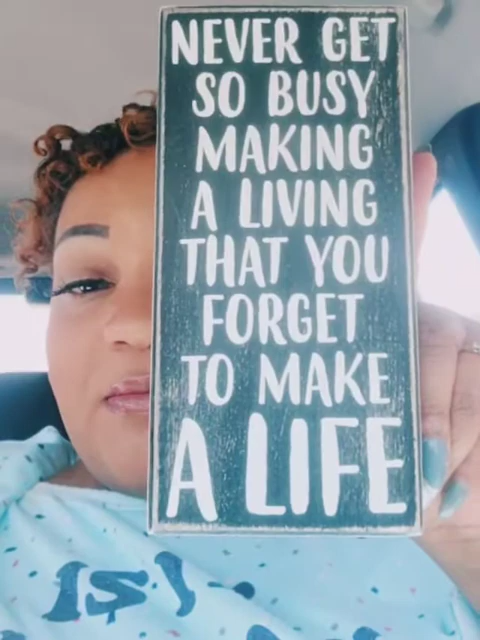 NEVER GET
SO BUSY
MAKING
A LIVING
THAT YOU
FORGET
TO MAKE
A LIFE